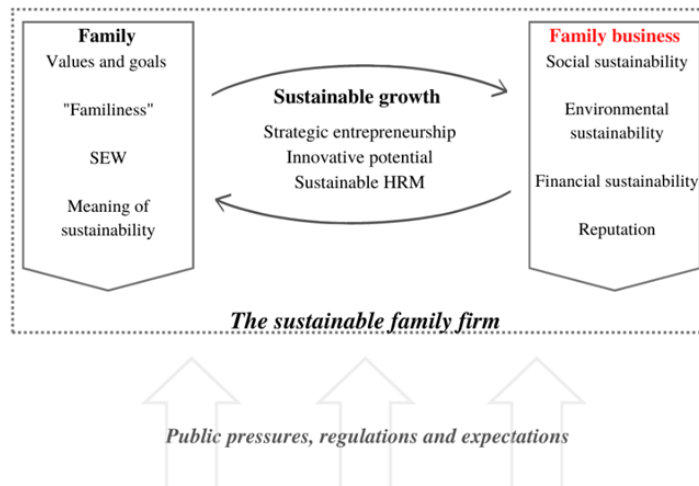 Family
Values and goals
"Familiness"
SEW
Meaning of
sustainability
Sustainable growth
Strategic entrepreneurship
Innovative potential
Sustainable HRM
Family business
Social sustainability
Environmental
sustainability
Financial sustainability
Reputation
The sustainable family firm
Public pressures, regulations and expectations